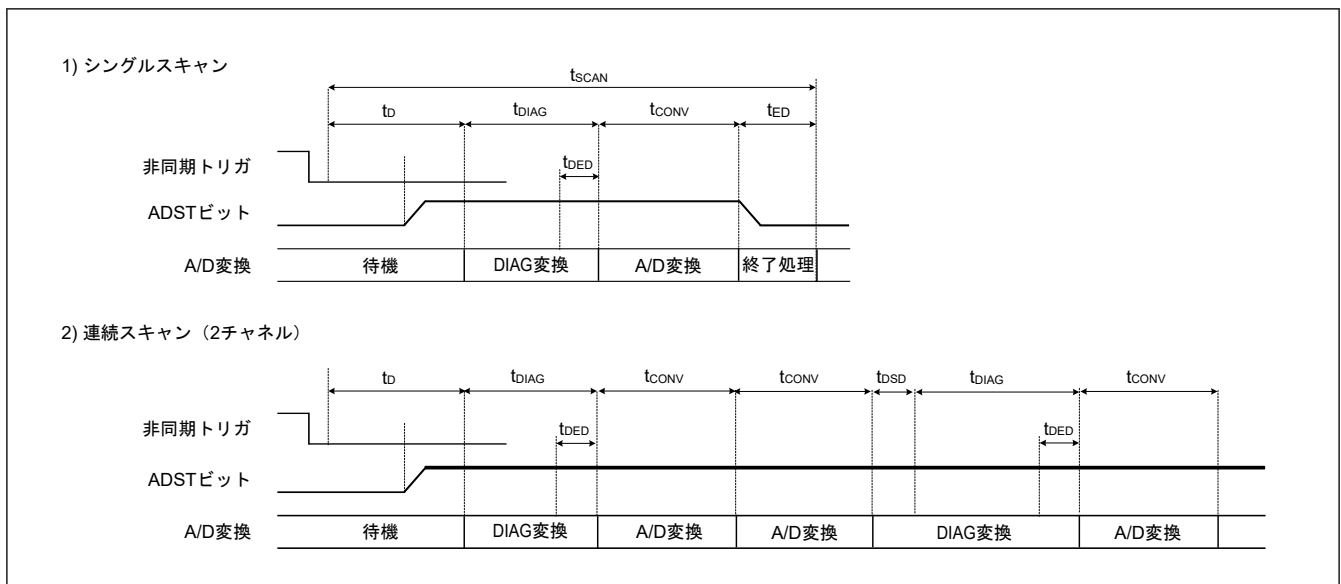 1) シングルスキャン
tSCAN
tD tDIAG tCONV tED
非同期トリガ
tDED
ADSTビット
A/D変換 待機 DIAG変換 A/D変換 終了処理
2) 連続スキャン（2チャネル）
tD tDIAG tCONV tCONV tDSD tDIAG tCONV
非同期トリガ
tDED tDED
ADSTビット
A/D変換 待機 DIAG変換 A/D変換 A/D変換 DIAG変換 A/D変換